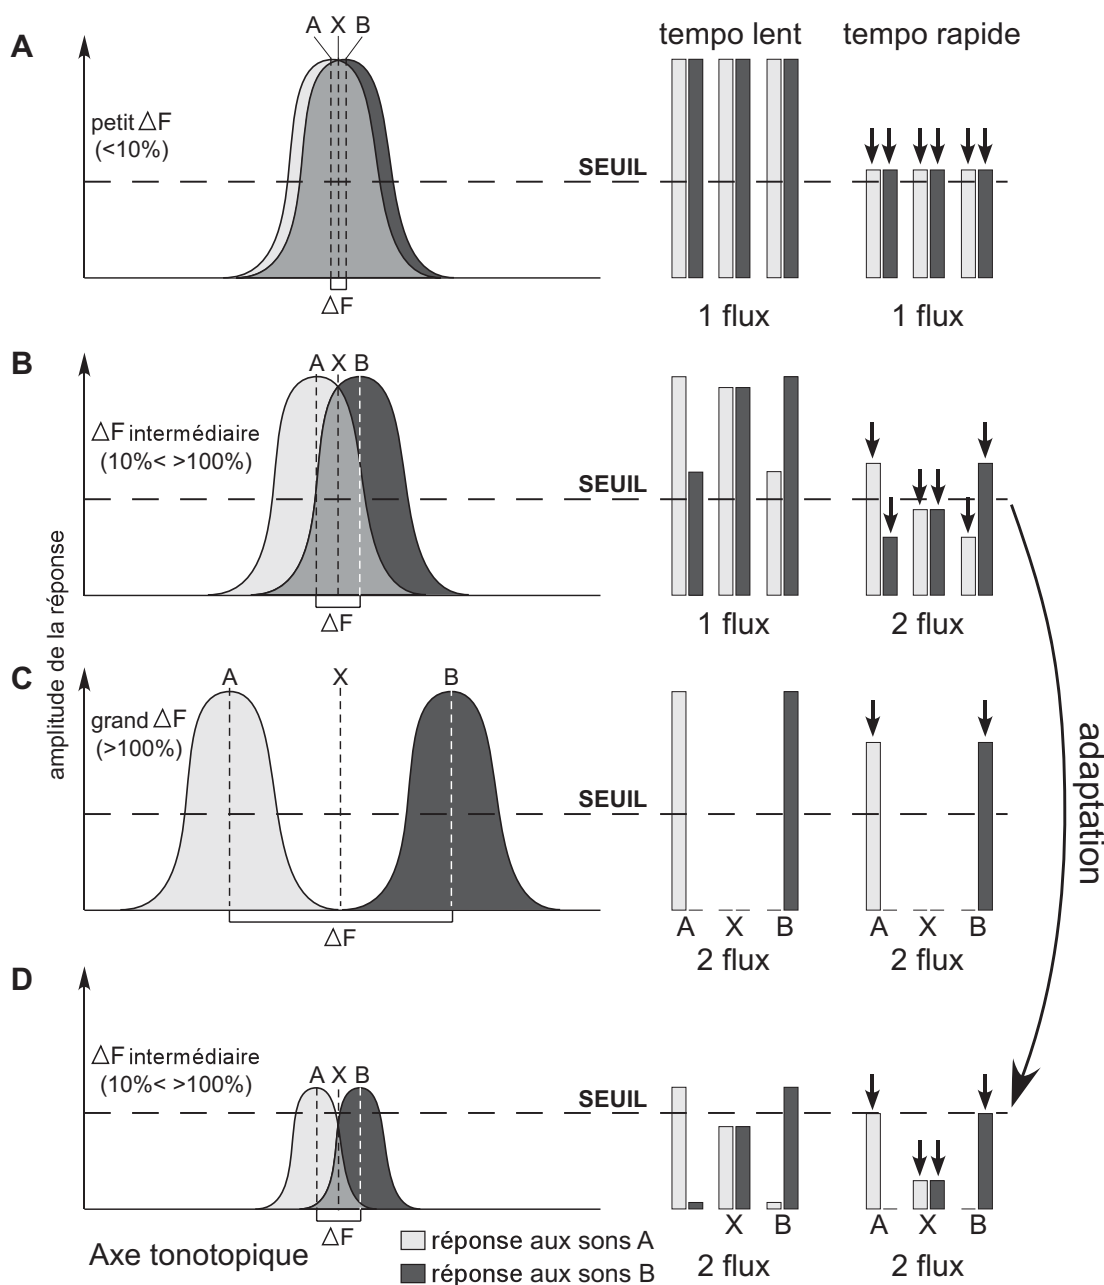 A X B
tempo lent tempo rapide
A
petit ΔF
(<10%)
SEUIL
ΔF
1 flux 1 flux
B
A X B
ΔF intermédiaire
(10%< >100%)
SEUIL
ΔF
1 flux 2 flux
amplitude de la réponse
C
A X B
grand ΔF
(>100%)
SEUIL
adaptation
ΔF
A X B A X B
2 flux 2 flux
D
ΔF intermédiaire
(10%< >100%)
A X B
SEUIL
ΔF
X B A X B
Axe tonotopique
réponse aux sons A
réponse aux sons B
2 flux 2 flux